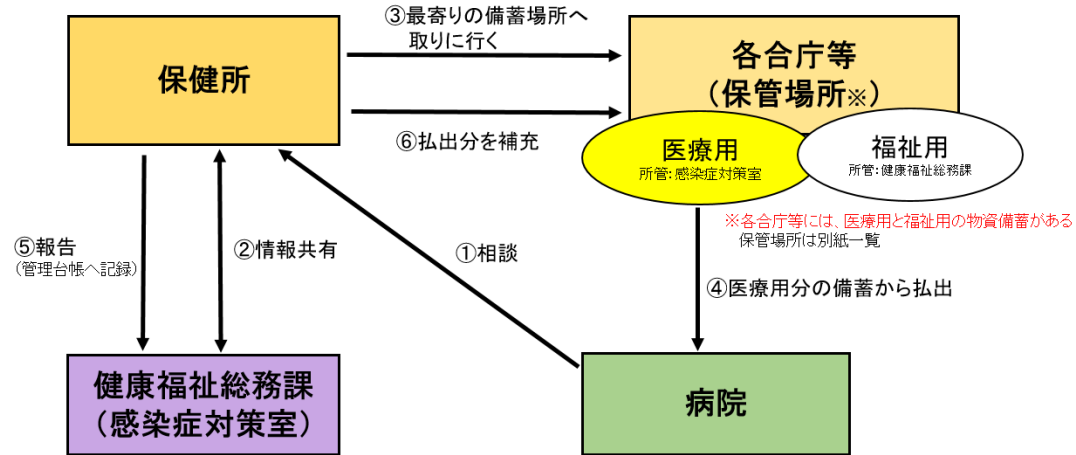 ③最寄りの備蓄場所へ
取りに行く
保健所
各合庁等
（保管場所※）
⑥払出分を補充
医療用
所管：感染症対策室
福祉用
所管：健康福祉総務課
※各合庁等には、医療用と福祉用の物資備蓄がある
保管場所は別紙一覧
⑤報告
（管理台帳へ記録）
②情報共有
①相談
④医療用分の備蓄から払出
健康福祉総務課
（感染症対策室）
病院